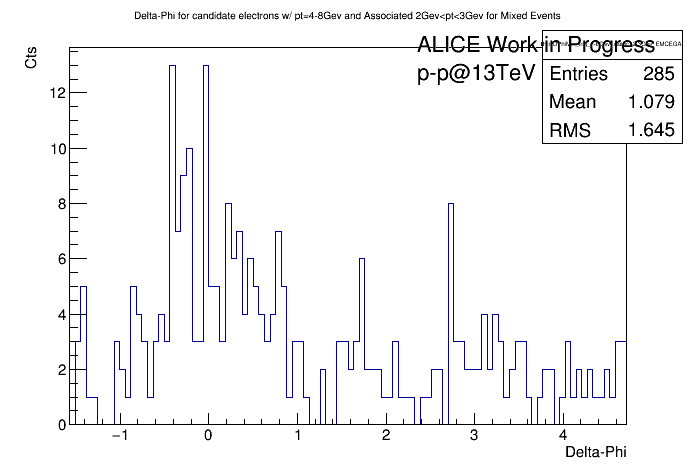 Delta-Phi for candidate electrons w/ pt=4-8Gev and Associated 2Gev<pt<3Gev for Mixed Events
Cts
ALICE Work in Progress
p-p@13TeV
Entries 285
Mean 1.079
RMS 1.645
12
10
8
6
4
2
0
−1 0 1 2 3 4
Delta-Phi